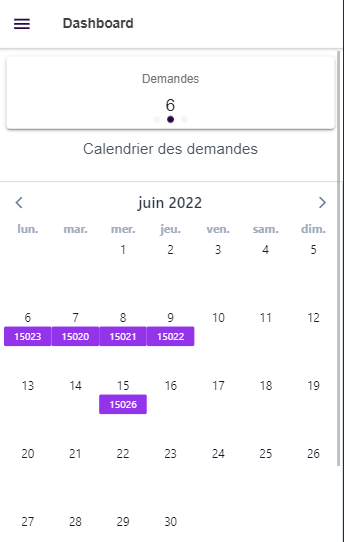 Dashboard
Demandes
6
Calendrier des demandes
juin 2022
lun. mar. mer. jeu. ven. sam. dim.
1 2 3 4 5
6 7 8 9 10 11 12
15023 15020 15021 15022
13 14 15 16 17 18 19
15026
20 21 22 23 24 25 26
27 28 29 30